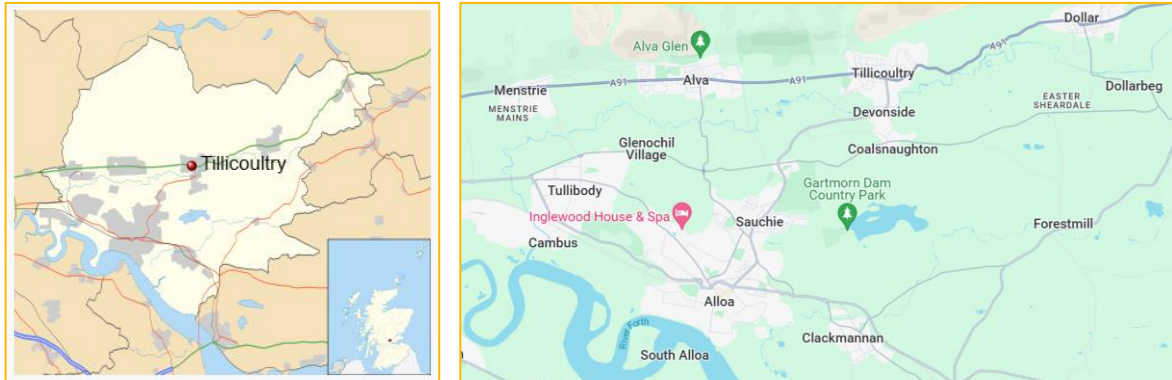 Tillicoultry
Dollar
A91
Alva Glen
Tillicoultry
Alva
A91
A91
Menstrie
MENSTRIE
MAINS
Devonside
EASTER
SHEARDALE
Dollarbeg
Glenochil
Village
Coalsnaughton
Tullibody
Gartmorn Dam
Country Park
Inglewood House & Spa
Sauchie
Forestmill
Cambus
Alloa
Clackmannan
River Forth
South Alloa